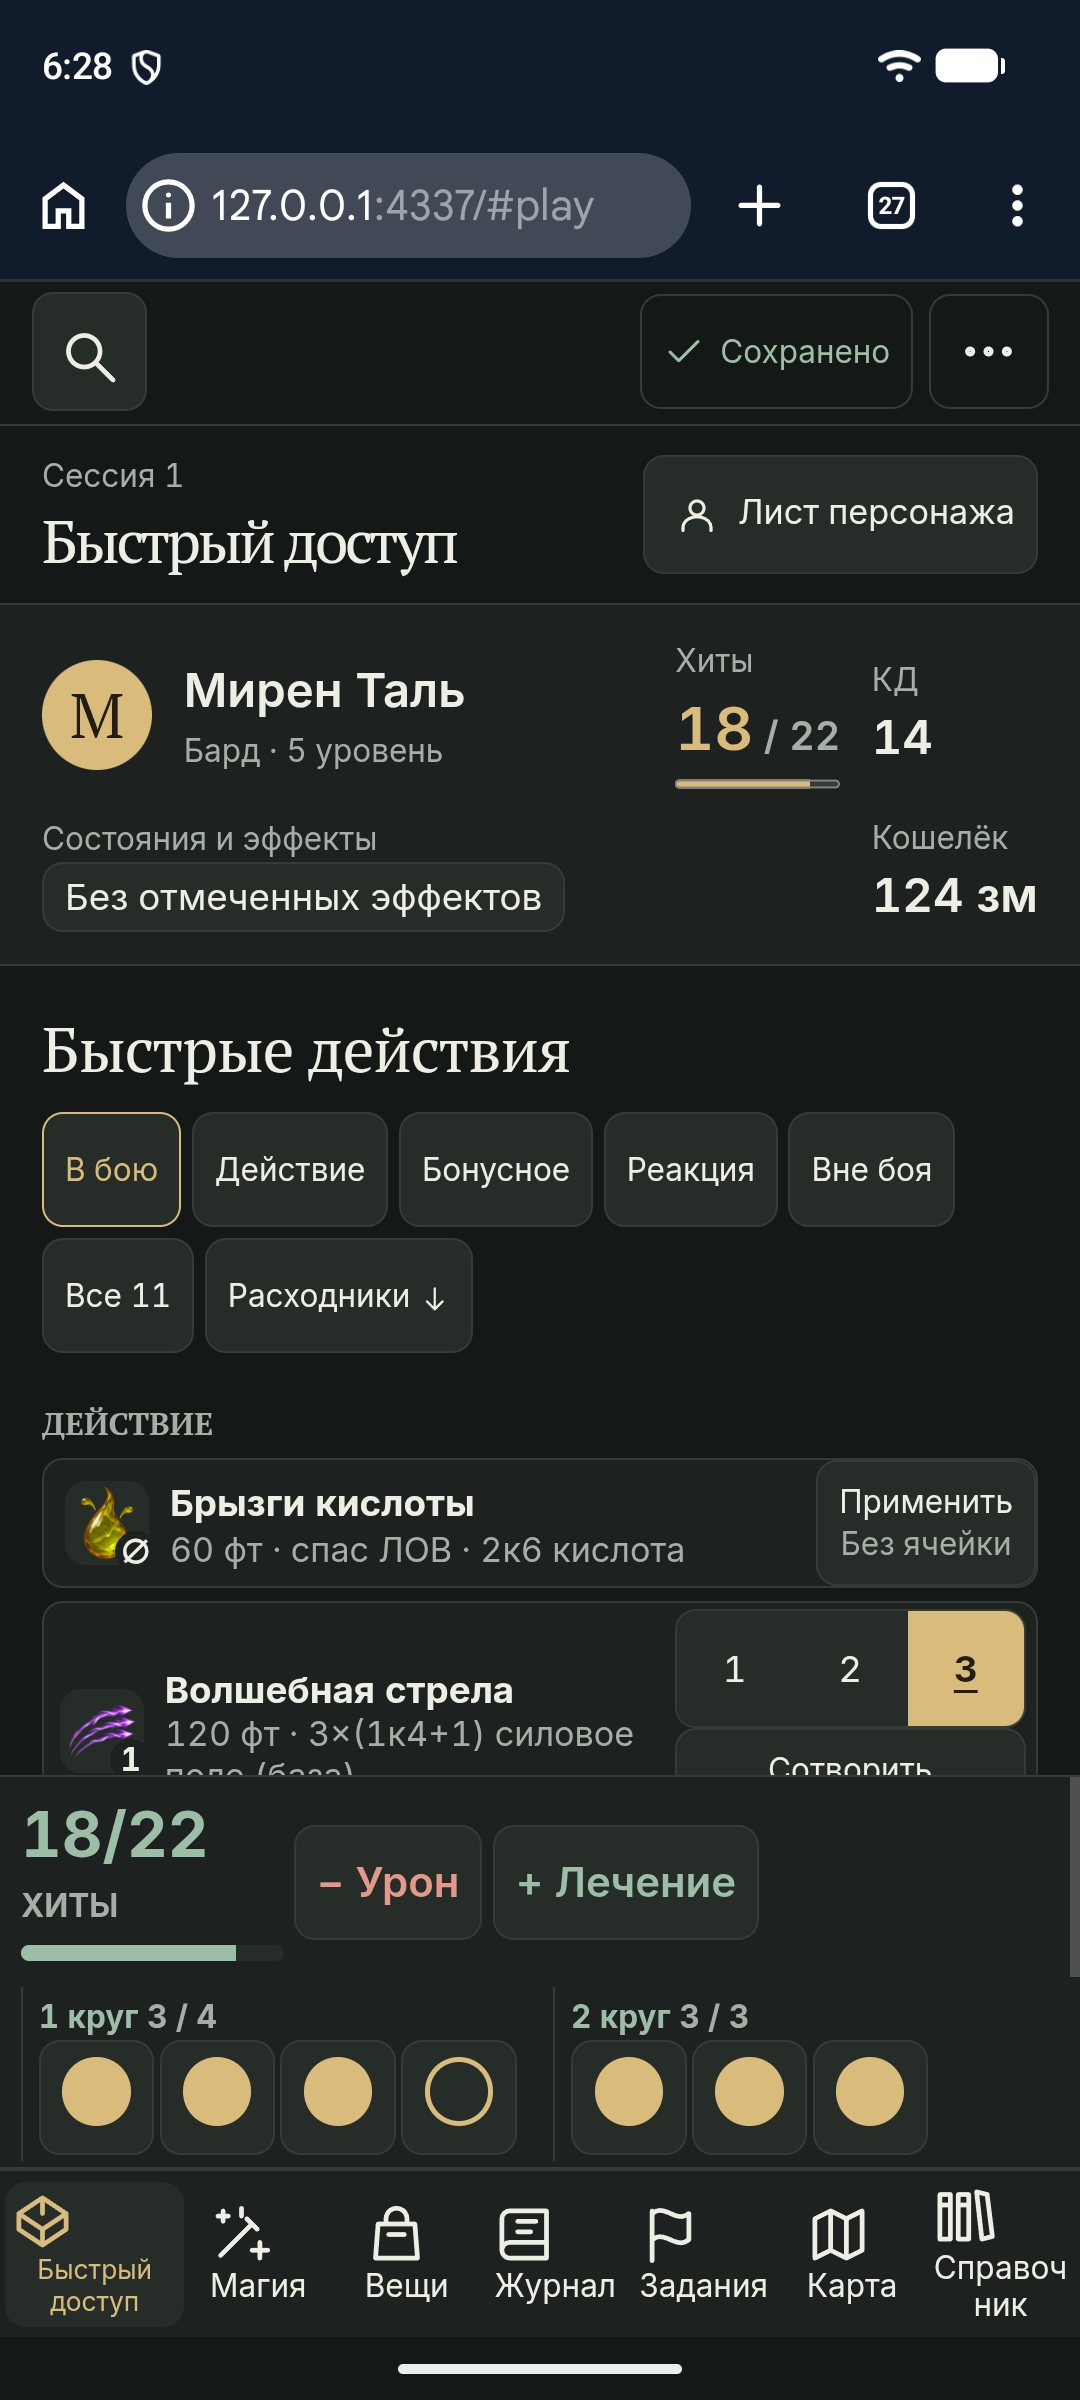 6:28
127.0.0.1:4337/#play
27
Сохранено
Сессия 1
Быстрый доступ
Лист персонажа
М
Мирен Таль
Бард · 5 уровень
Хиты
18 / 22
КД
14
Состояния и эффекты
Без отмеченных эффектов
Кошелёк
124 зм
Быстрые действия
В бою
Действие
Бонусное
Реакция
Вне боя
Все 11
Расходники ↓
ДЕЙСТВИЕ
Брызги кислоты
60 фт · спас ЛОВ · 2к6 кислота
Применить
Без ячейки
1 2 3
Волшебная стрела
120 фт · 3×(1к4+1) силовое
поле (база)
1
Сотворить
18/22
ХИТЫ
− Урон
+ Лечение
1 круг 3 / 4
2 круг 3 / 3
Быстрый
доступ
Магия
Вещи
Журнал
Задания
Карта
Справоч
ник